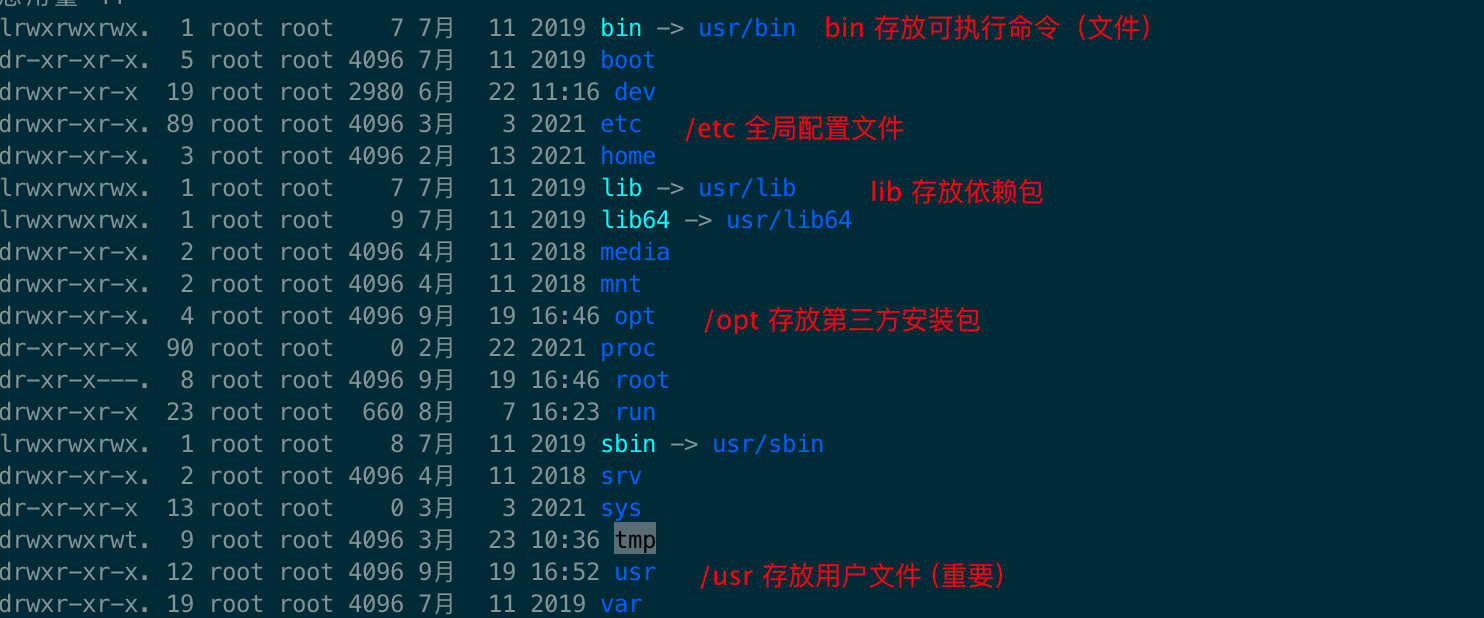 lrwxrwxrwx. 1 root root 7 7月 11 2019 bin -> usr/bin bin 存放可执行命令（文件）
dr-xr-xr-x. 5 root root 4096 7月 11 2019 boot
drwxr-xr-x 19 root root 2980 6月 22 11:16 dev
drwxr-xr-x. 89 root root 4096 3月 3 2021 etc /etc 全局配置文件
drwxr-xr-x. 3 root root 4096 2月 13 2021 home
lrwxrwxrwx. 1 root root 7 7月 11 2019 lib -> usr/lib lib 存放依赖包
lrwxrwxrwx. 1 root root 9 7月 11 2019 lib64 -> usr/lib64
drwxr-xr-x. 2 root root 4096 4月 11 2018 media
drwxr-xr-x. 2 root root 4096 4月 11 2018 mnt
drwxr-xr-x. 4 root root 4096 9月 19 16:46 opt /opt 存放第三方安装包
dr-xr-xr-x 90 root root 0 2月 22 2021 proc
dr-xr-x---. 8 root root 4096 9月 19 16:46 root
drwxr-xr-x 23 root root 660 8月 7 16:23 run
lrwxrwxrwx. 1 root root 8 7月 11 2019 sbin -> usr/sbin
drwxr-xr-x. 2 root root 4096 4月 11 2018 srv
dr-xr-xr-x 13 root root 0 3月 3 2021 sys
drwxrwxrwt. 9 root root 4096 3月 23 10:36 tmp
drwxr-xr-x. 12 root root 4096 9月 19 16:52 usr /usr 存放用户文件 (重要)
drwxr-xr-x. 19 root root 4096 7月 11 2019 var